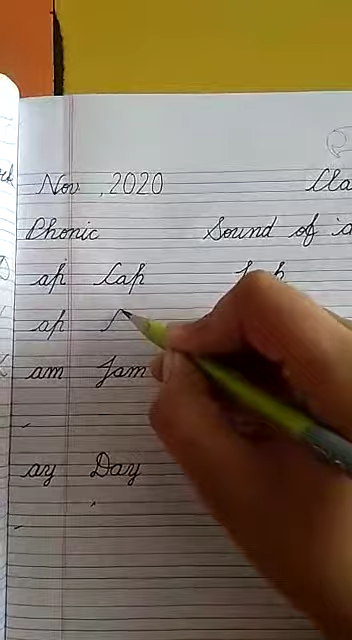 Nov ,2020
Phonic Sound of 'a
ap Cap
ap
am Jam
ay Day